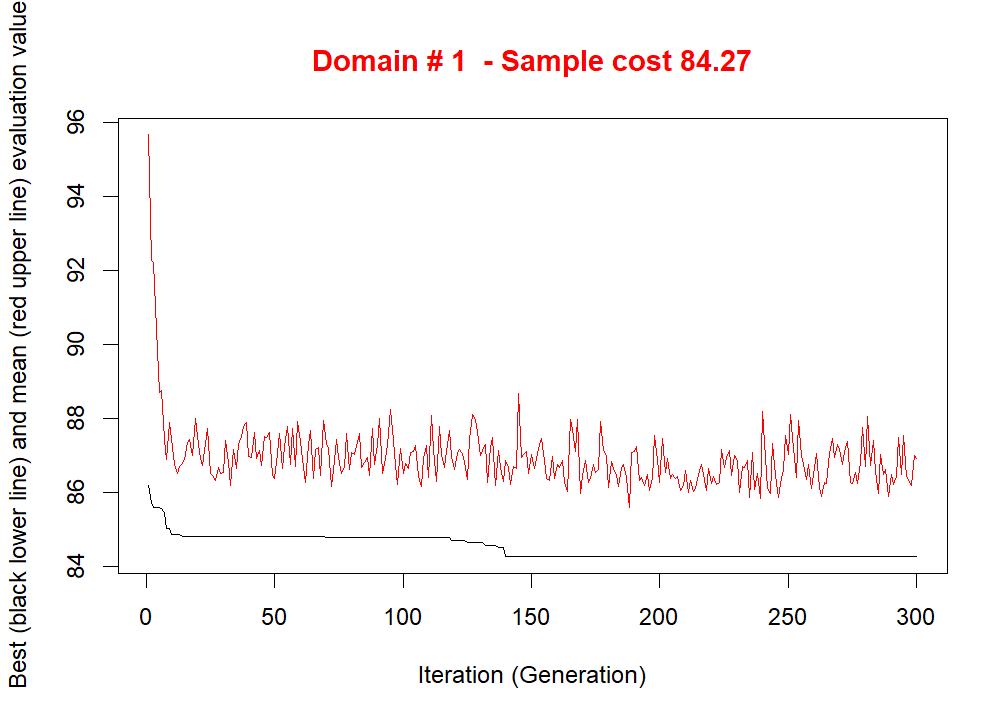 Domain # 1  - Sample cost 84.27
Best (black lower line) and mean (red upper line) evaluation value
96
94
92
90
88
86
84
0 50 100 150 200 250 300
Iteration (Generation)